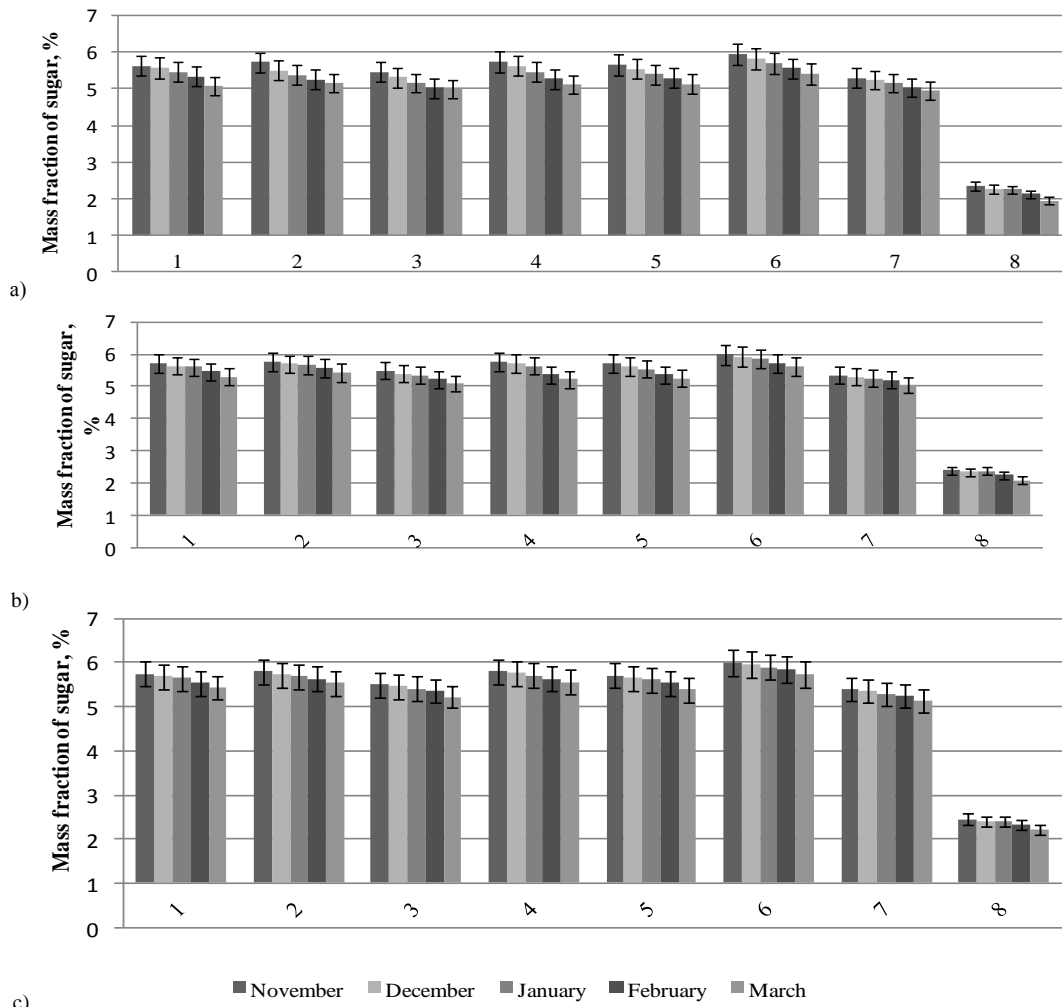 Mass fraction of sugar, %
7
6
5
4
3
2
1
0
1 2 3 4 5 6 7 8
a)
Mass fraction of sugar,
%
7
6
5
4
3
2
1
0
1 2 3 4 5 6 7 8
b)
Mass fraction of sugar, %
7
6
5
4
3
2
1
0
1 2 3 4 5 6 7 8
November December January February March
c)